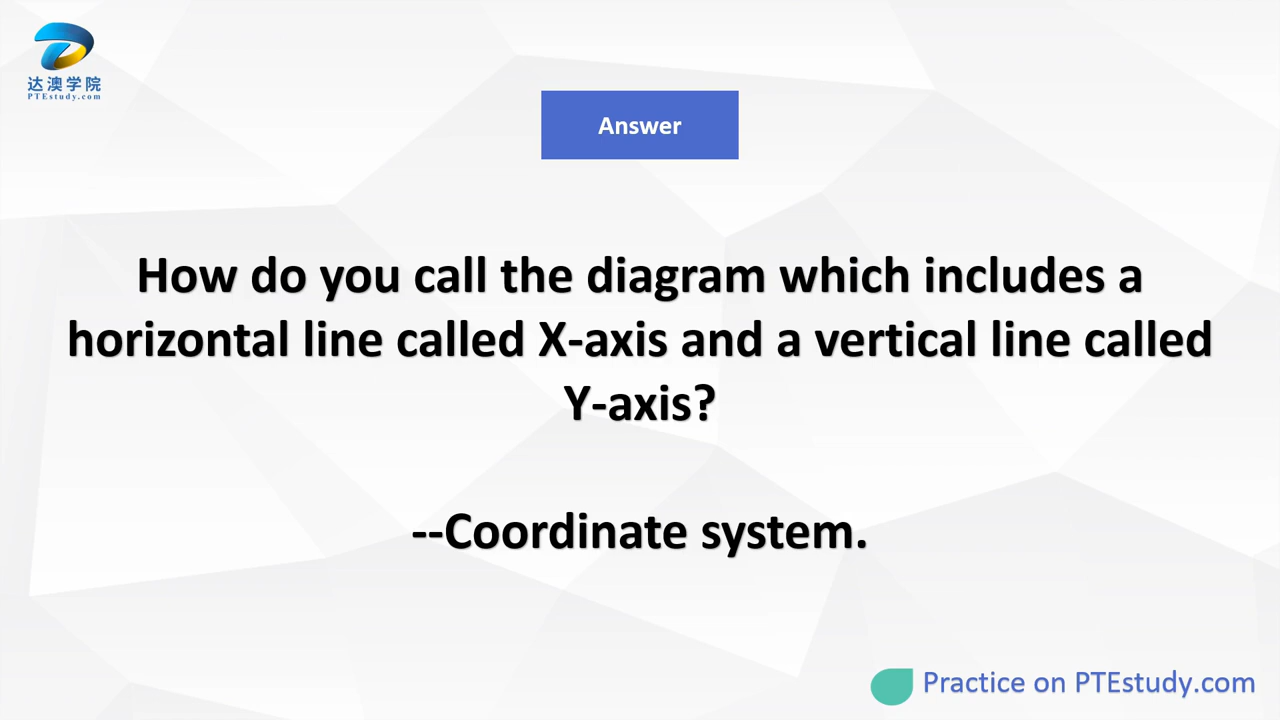 达澳学院
PTEstudy.com
Answer
How do you call the diagram which includes a
horizontal line called X-axis and a vertical line called
Y-axis?
--Coordinate system.
Practice on PTEstudy.com